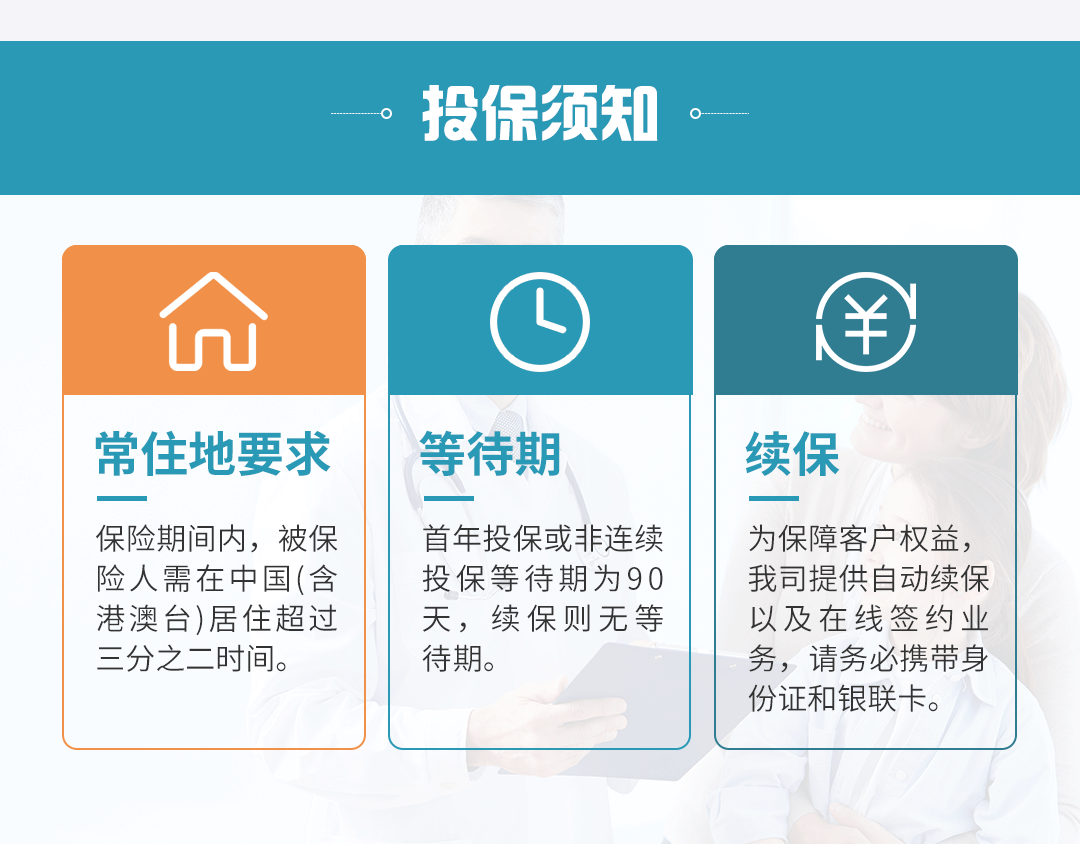 投保须知
常住地要求
保险期间内，被保
险人需在中国(含
港澳台)居住超过
三分之二时间。
等待期
首年投保或非连续
投保等待期为90
天，续保则无等
待期。
续保
为保障客户权益，
我司提供自动续保
以及在线签约业
务，请务必携带身
份证和银联卡。